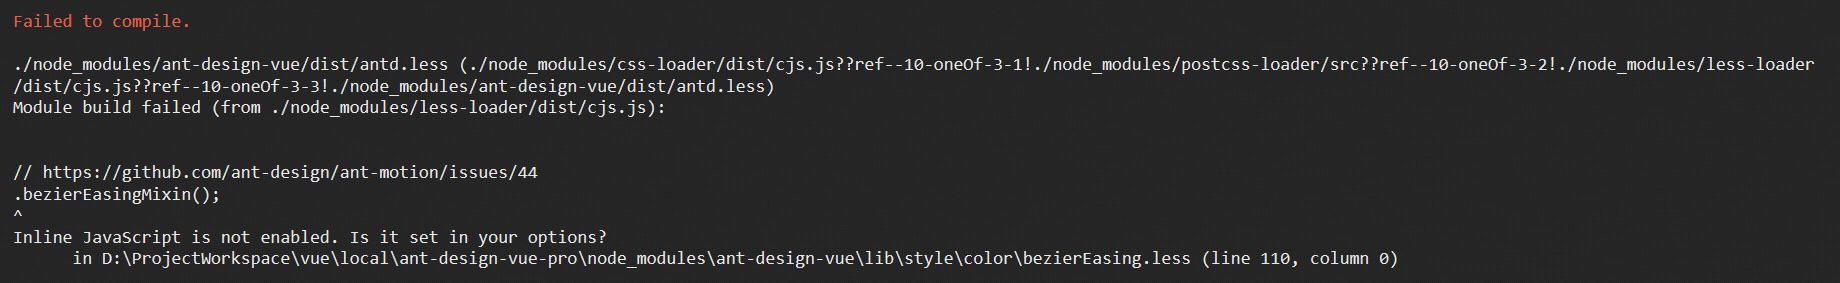 Failed to compile.
./node_modules/ant-design-vue/dist/antd.less (./node_modules/css-loader/dist/cjs.js??ref--10-oneOf-3-1!./node_modules/postcss-loader/src??ref--10-oneOf-3-2!./node_modules/less-loader
/dist/cjs.js??ref--10-oneOf-3-3!./node_modules/ant-design-vue/dist/antd.less)
Module build failed (from ./node_modules/less-loader/dist/cjs.js):
// https://github.com/ant-design/ant-motion/issues/44
.bezierEasingMixin();
^
Inline JavaScript is not enabled. Is it set in your options?
      in D:\ProjectWorkspace\vue\local\ant-design-vue-pro\node_modules\ant-design-vue\lib\style\color\bezierEasing.less (line 110, column 0)